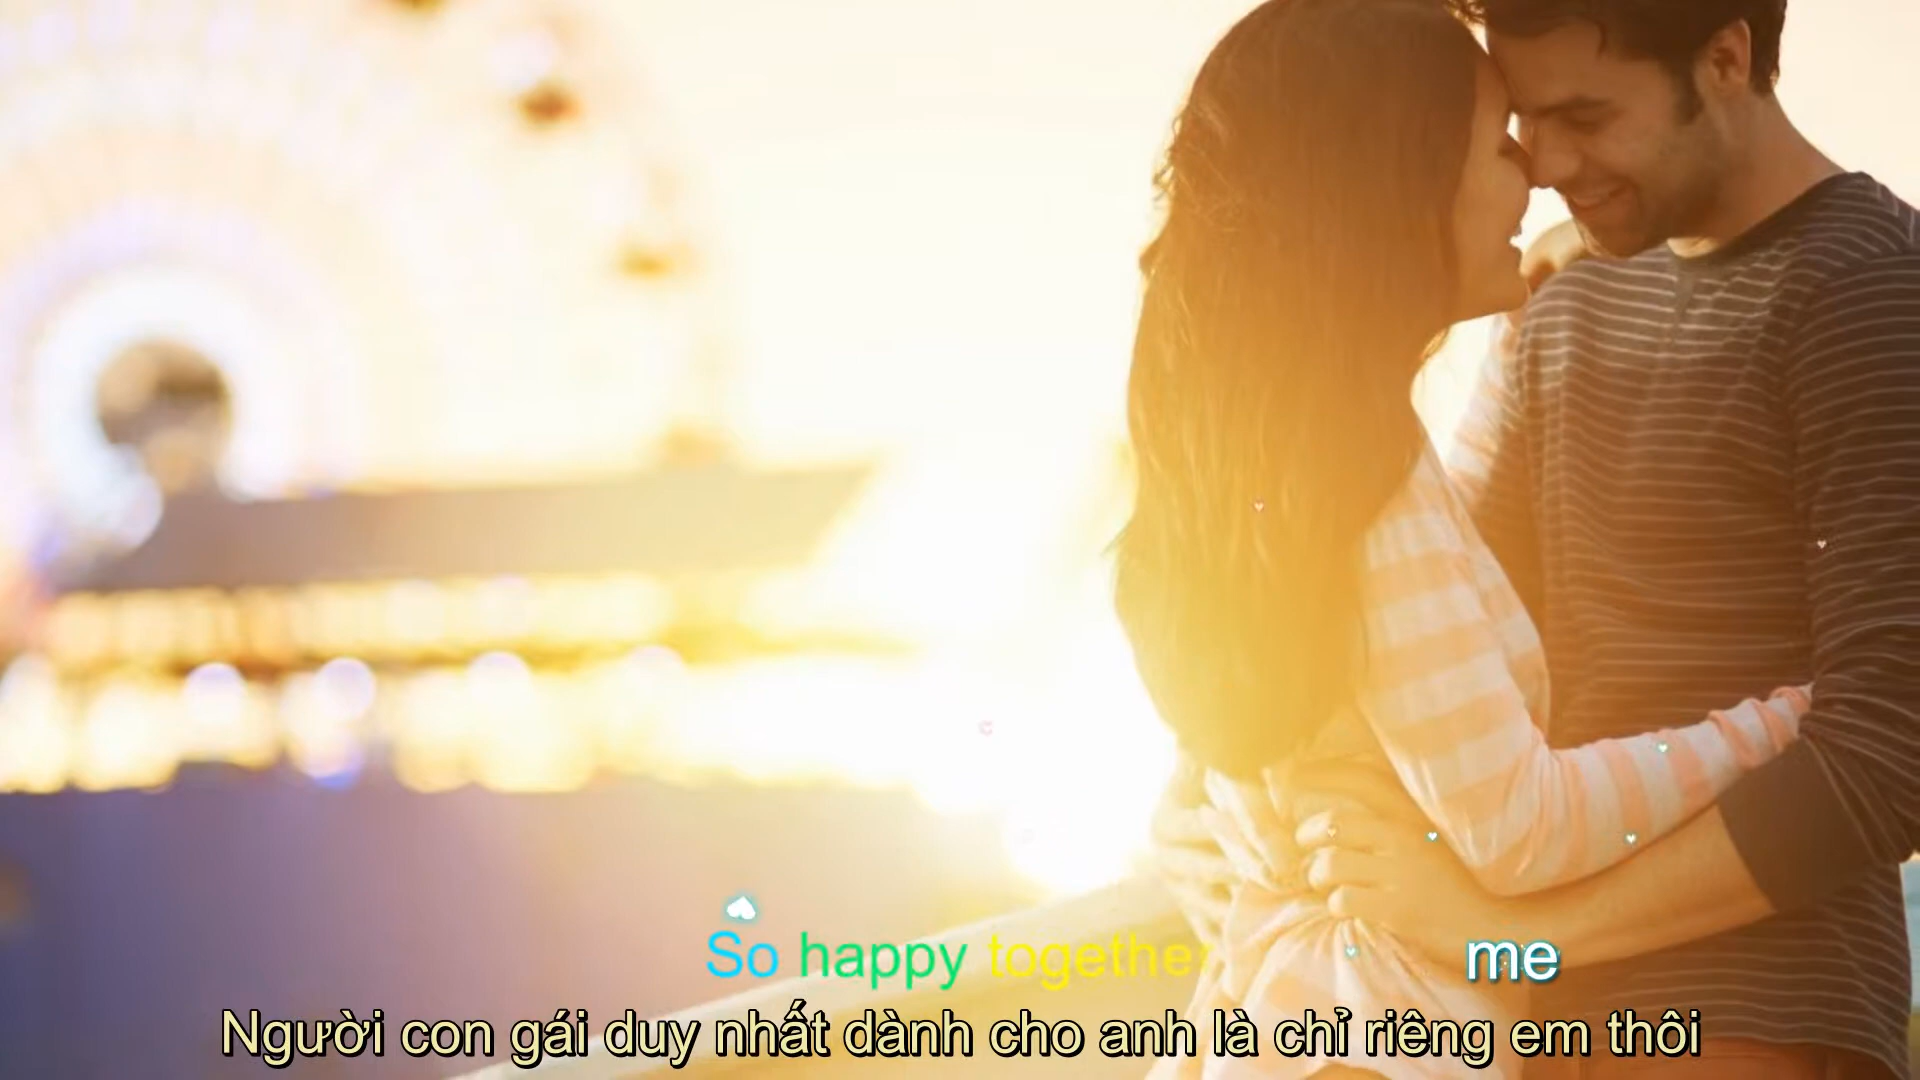 So happy together me
Người con gái duy nhất dành cho anh là chỉ riêng em thôi